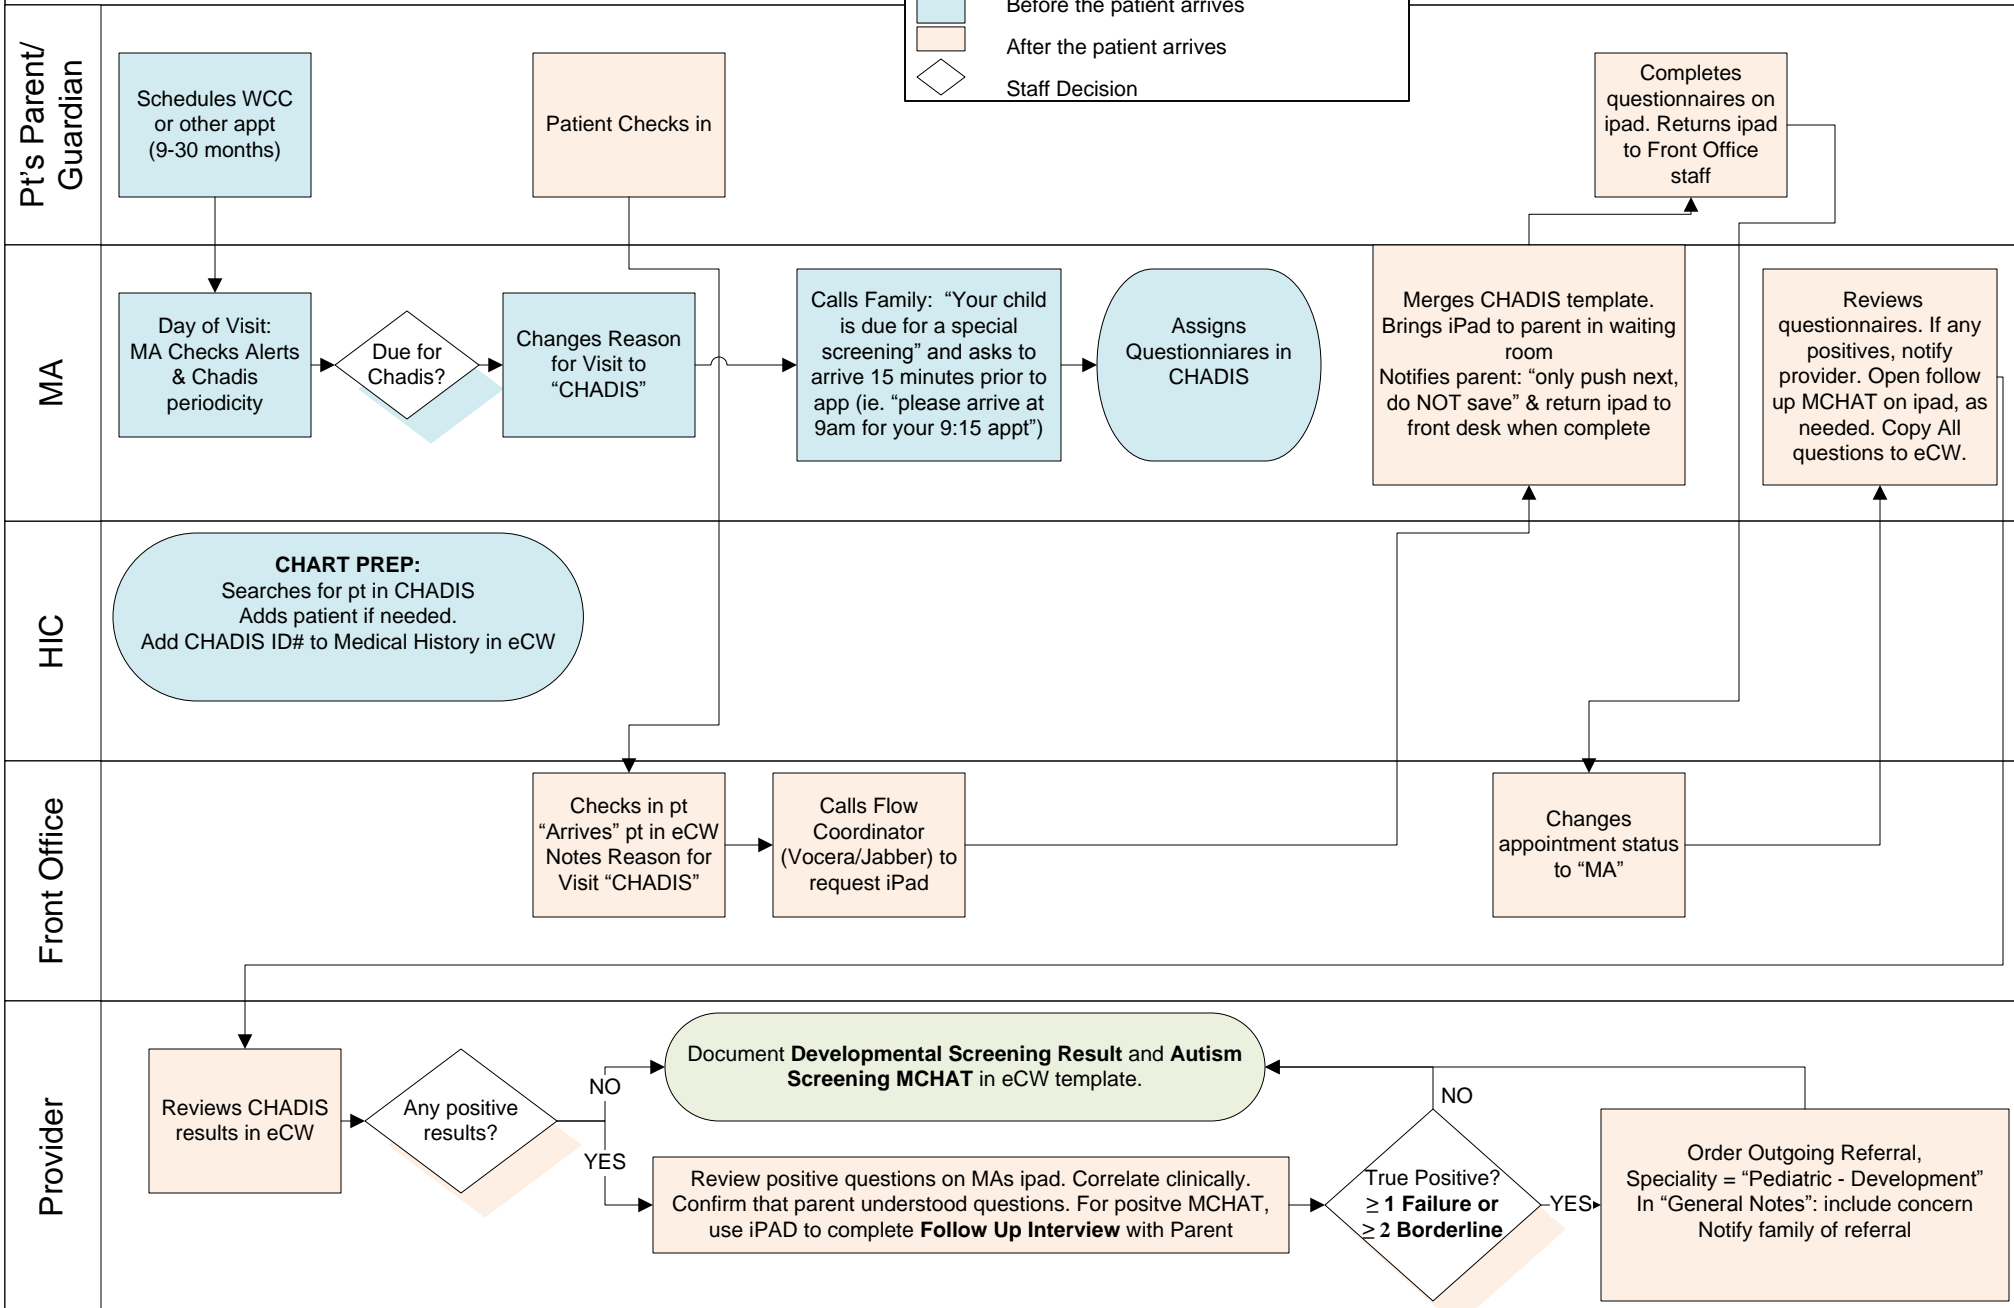 Before the patient arrives
After the patient arrives
Staff Decision
Pt’s Parent/
Guardian
Schedules WCC
or other appt
(9-30 months)
Patient Checks in
Completes
questionnaires on
ipad. Returns ipad
to Front Office
staff
MA
Day of Visit:
MA Checks Alerts
& Chadis
periodicity
Due for
Chadis?
Changes Reason
for Visit to
“CHADIS”
Calls Family: “Your child
is due for a special
screening” and asks to
arrive 15 minutes prior to
app (ie. “please arrive at
9am for your 9:15 appt”)
Assigns
Questionniares in
CHADIS
Merges CHADIS template.
Brings iPad to parent in waiting
room
Notifies parent: “only push next,
do NOT save” & return ipad to
front desk when complete
Reviews
questionnaires. If any
positives, notify
provider. Open follow
up MCHAT on ipad, as
needed. Copy All
questions to eCW.
HIC
CHART PREP:
Searches for pt in CHADIS
Adds patient if needed.
Add CHADIS ID# to Medical History in eCW
Front Office
Checks in pt
“Arrives” pt in eCW
Notes Reason for
Visit “CHADIS”
Calls Flow
Coordinator
(Vocera/Jabber) to
request iPad
Changes
appointment status
to “MA”
Provider
Reviews CHADIS
results in eCW
Any positive
results?
NO
YES
Document Developmental Screening Result and Autism
Screening MCHAT in eCW template.
Review positive questions on MAs ipad. Correlate clinically.
Confirm that parent understood questions. For positve MCHAT,
use iPAD to complete Follow Up Interview with Parent
True Positive?
≥ 1 Failure or
≥ 2 Borderline
NO
YES
Order Outgoing Referral,
Speciality = “Pediatric - Development”
In “General Notes”: include concern
Notify family of referral